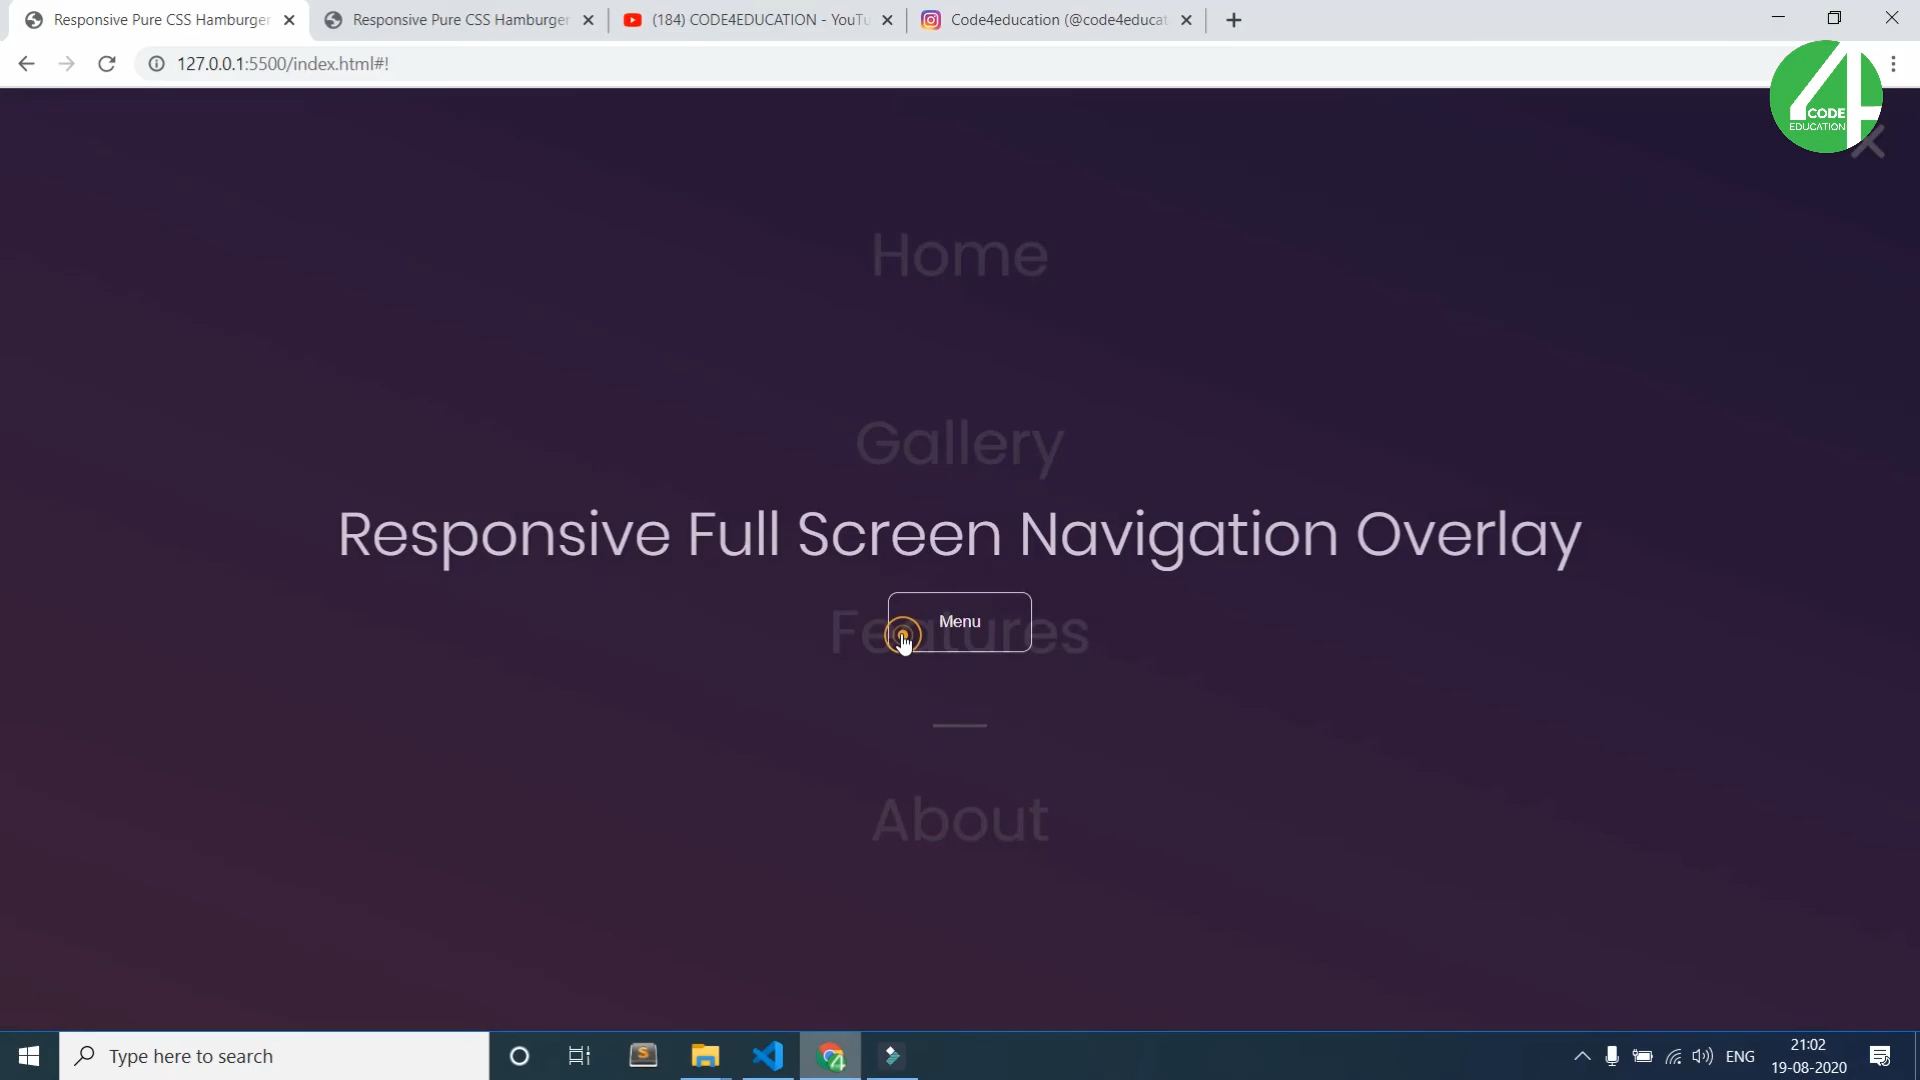 Responsive Pure CSS Hamburger
Responsive Pure CSS Hamburger
(184) CODE4EDUCATION - YouTu
Code4education (@code4educat
127.0.0.1:5500/index.html#!
4
CODE
EDUCATION
Home
Gallery
Responsive Full Screen Navigation Overlay
Menu
Features
About
Type here to search
S
4
ENG
21:02
19-08-2020